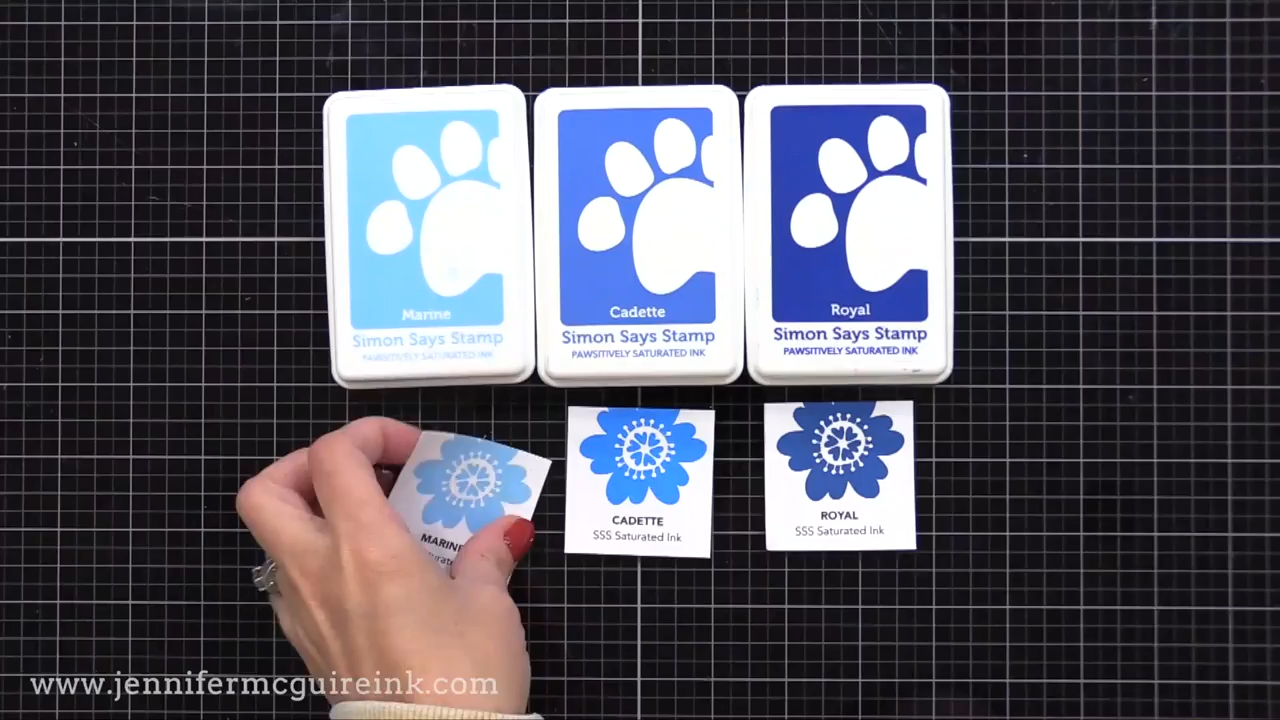 Marine
Simon Says Stamp
PAWSITIVELY SATURATED INK
Cadette
Simon Says Stamp
PAWSITIVELY SATURATED INK
Royal
Simon Says Stamp
PAWSITIVELY SATURATED INK
CADETTE
SSS Saturated Ink
ROYAL
SSS Saturated Ink
www.jennifermcguireink.com